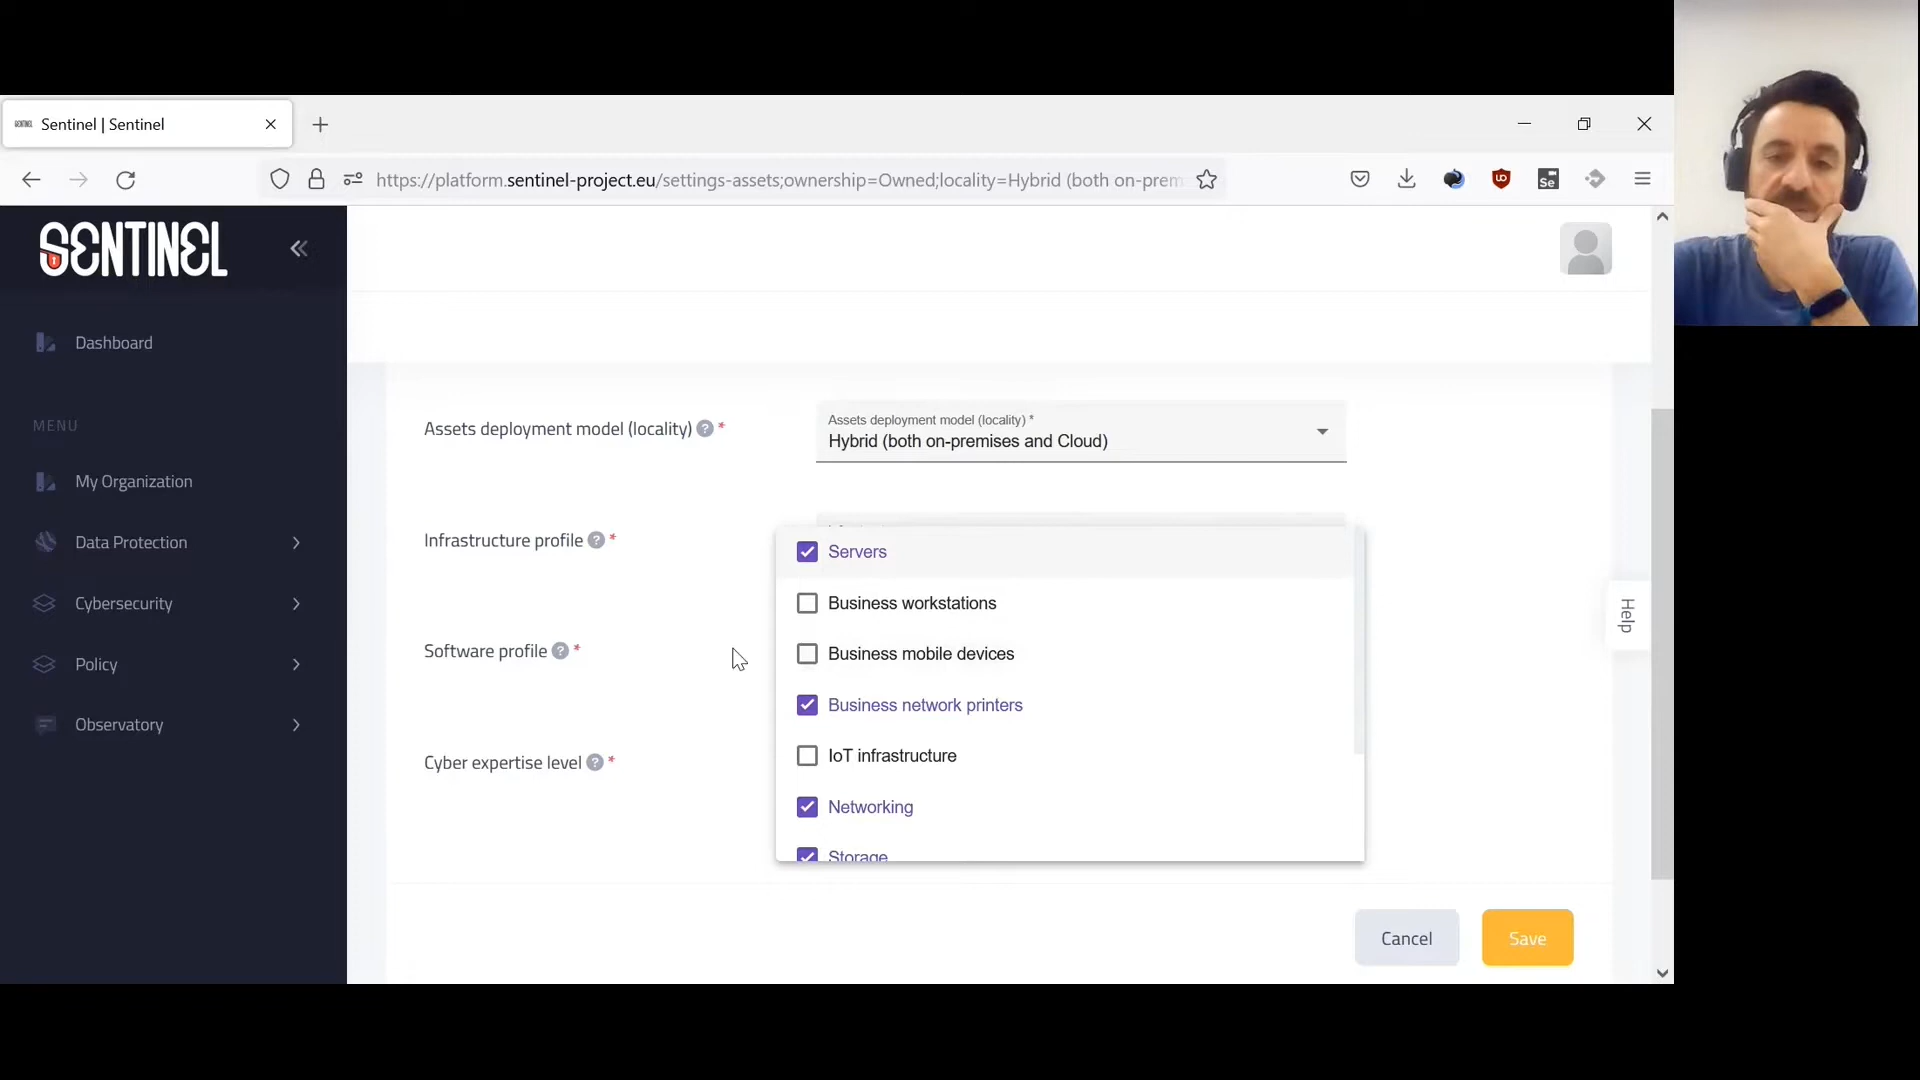 Sentinel | Sentinel
https://platform.sentinel-project.eu/settings-assets;ownership=Owned;locality=Hybrid (both on-prem
SENTINEL
Dashboard
MENU
My Organization
Data Protection
Cybersecurity
Policy
Observatory
Assets deployment model (locality) ? *
Assets deployment model (locality) *
Hybrid (both on-premises and Cloud)
Infrastructure profile ? *
Servers
Business workstations
Business mobile devices
Business network printers
IoT infrastructure
Networking
Storage
Software profile ? *
Cyber expertise level ? *
Help
Cancel
Save